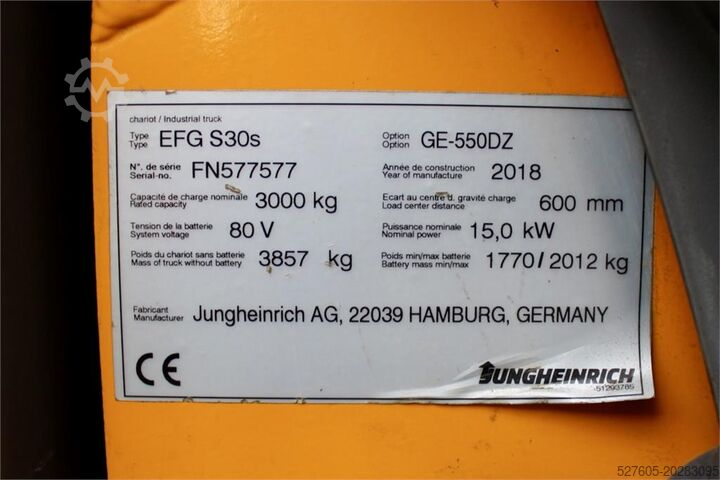 chariot / Industrial truck
Type EFG S30s Option GE-550DZ
Type Option
N°. de série FN577577 Année de construction 2018
Serial-no. Year of manufacture
Capacité de charge nominale 3000 kg Ecart au centre d. gravité charge 600 mm
Rated capacity Load center distance
Tension de la batterie 80 V Puissance nominale 15,0 kW
System voltage Nominal power
Poids du chariot sans batterie 3857 kg Poids min/max batterie 1770/2012 kg
Mass of truck without battery Battery mass min/max
Fabricant Jungheinrich AG, 22039 HAMBURG, GERMANY
Manufacturer
CE JUNGHEINRICH
51293785
527605-20283095